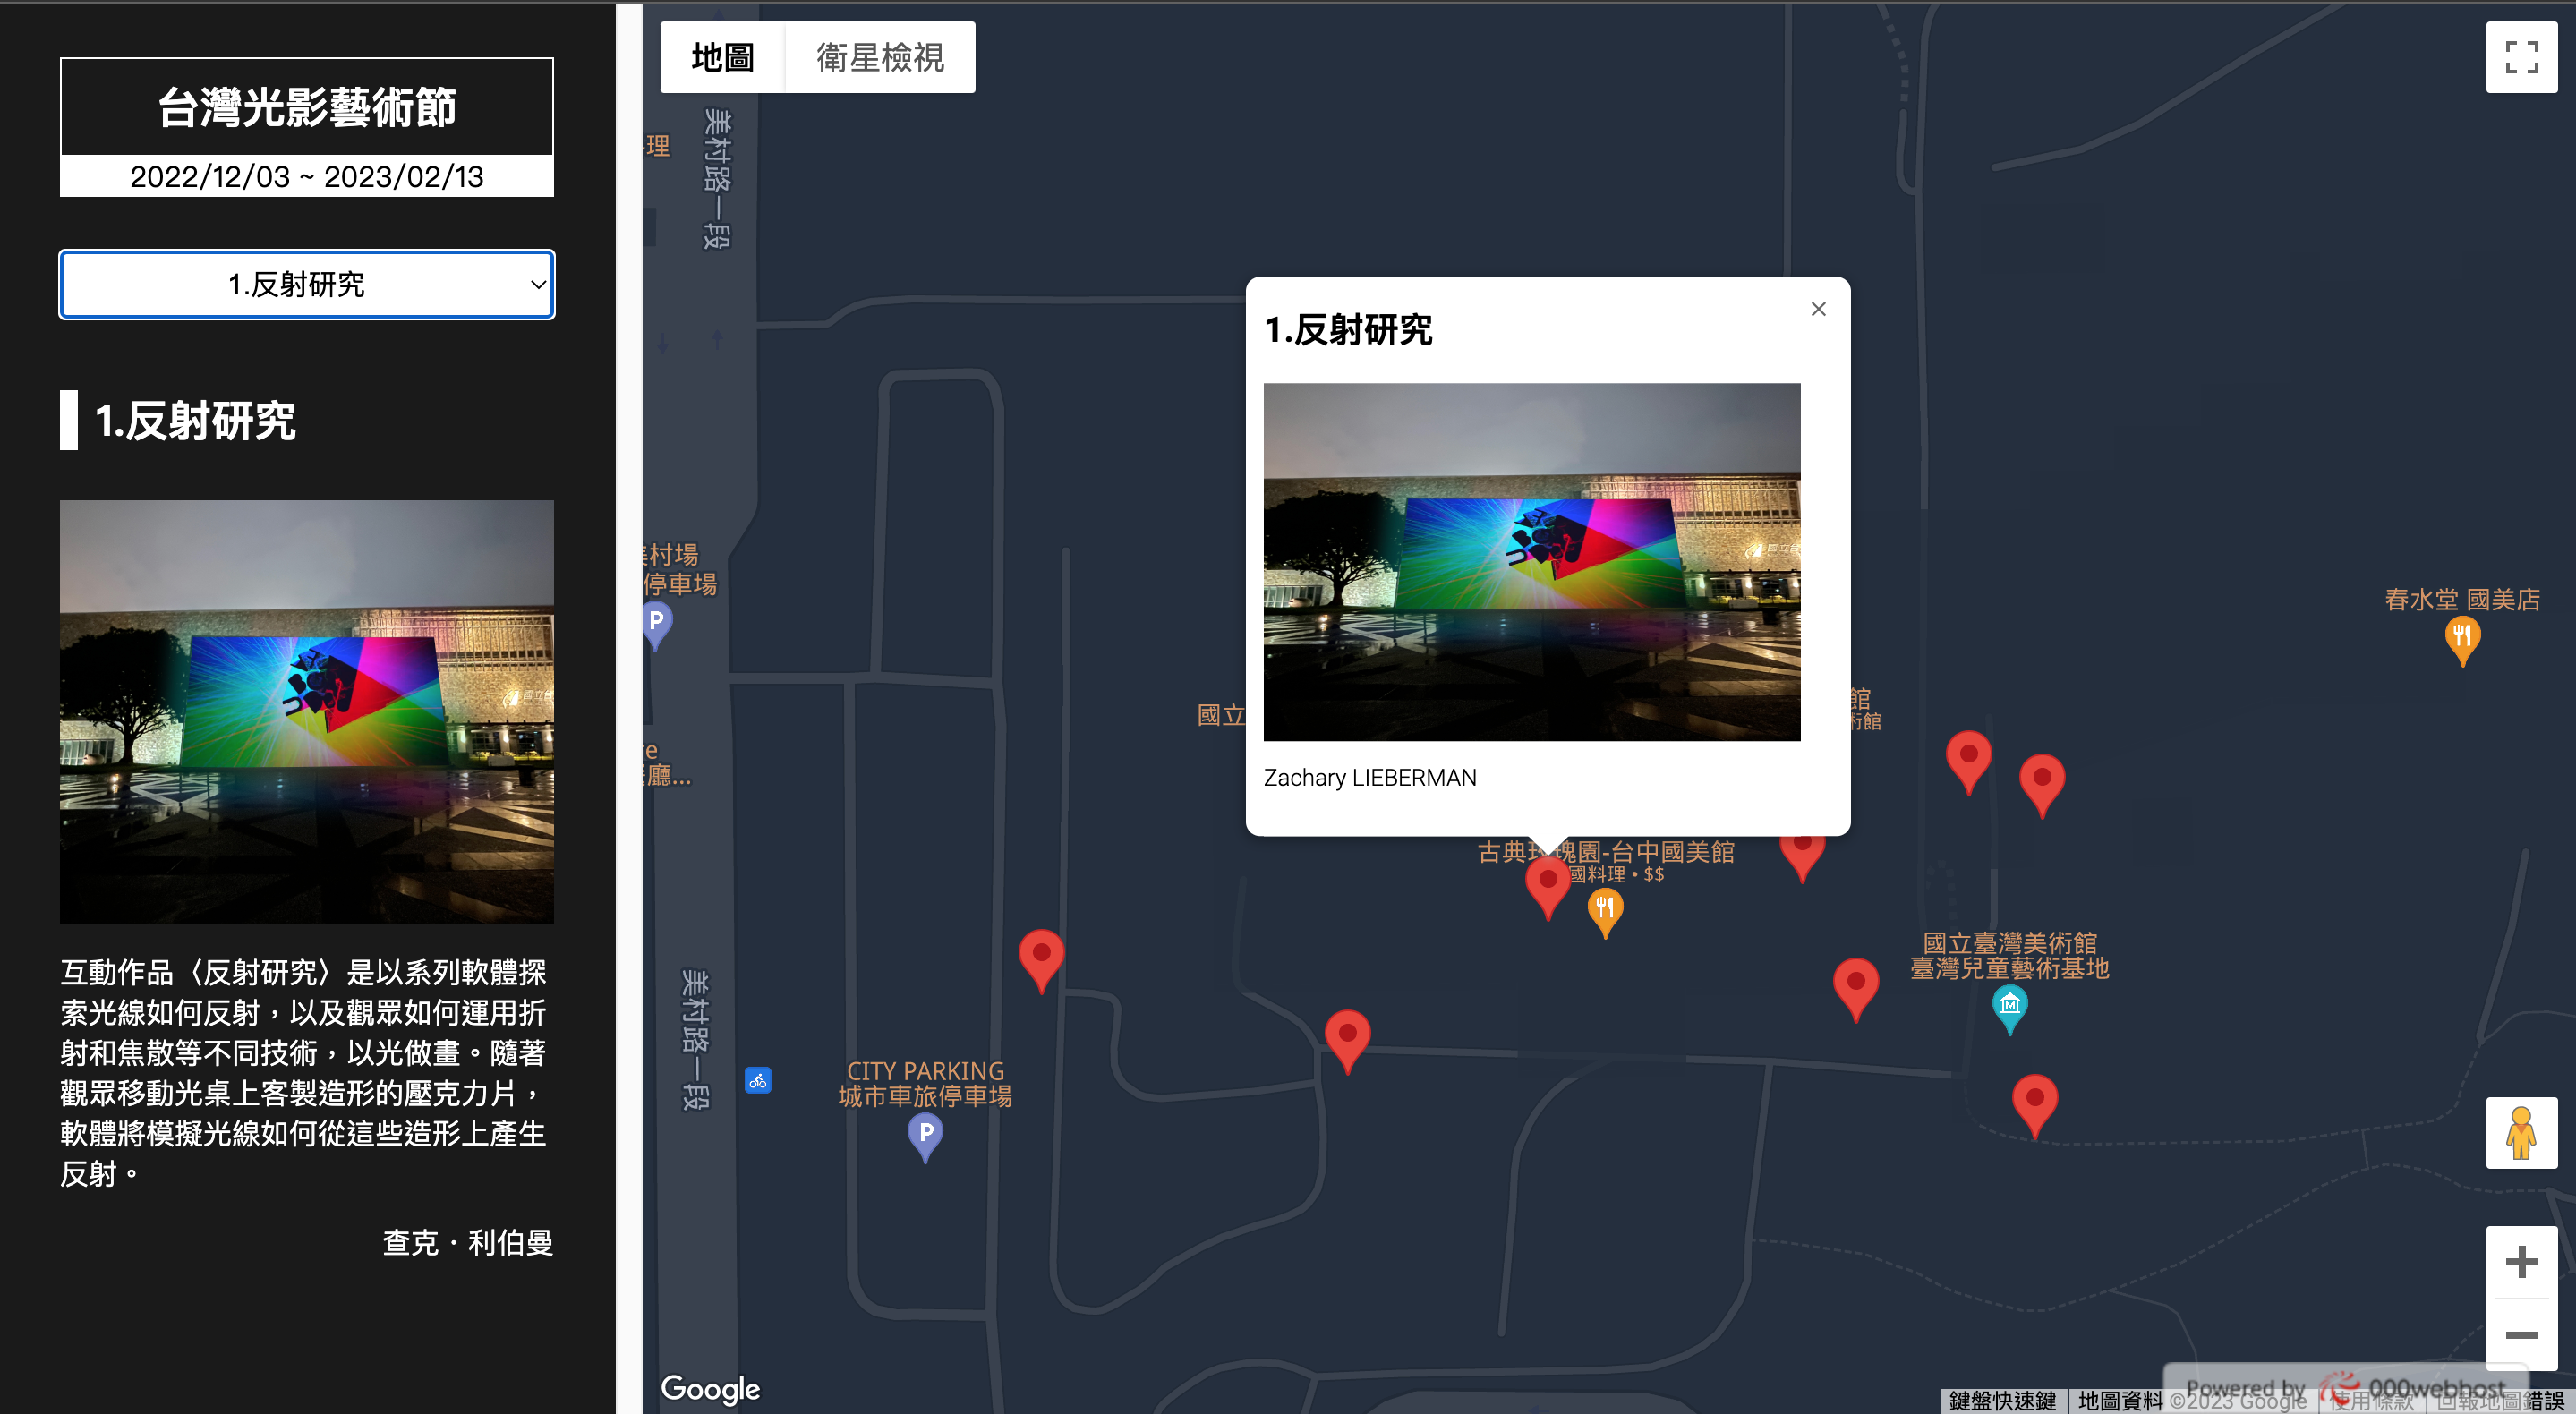 台灣光影藝術節
2022/12/03 ~ 2023/02/13
1.反射研究
1.反射研究
互動作品〈反射研究〉是以系列軟體探
索光線如何反射，以及觀眾如何運用折
射和焦散等不同技術，以光做畫。隨著
觀眾移動光桌上客製造形的壓克力片，
軟體將模擬光線如何從這些造形上產生
反射。
查克・利伯曼
地圖
衛星檢視
理
美村路一段
1.反射研究
Zachary LIEBERMAN
村場
停車場
P
國立
館
術館
春水堂 國美店
re
廳...
古典玫瑰園-台中國美館
國料理 • $$
國立臺灣美術館
臺灣兒童藝術基地
M
美村路一段
CITY PARKING
城市車旅停車場
P
Google
Powered by 000webhost
鍵盤快速鍵
地圖資料 ©2023 Google
使用條款
回報地圖錯誤